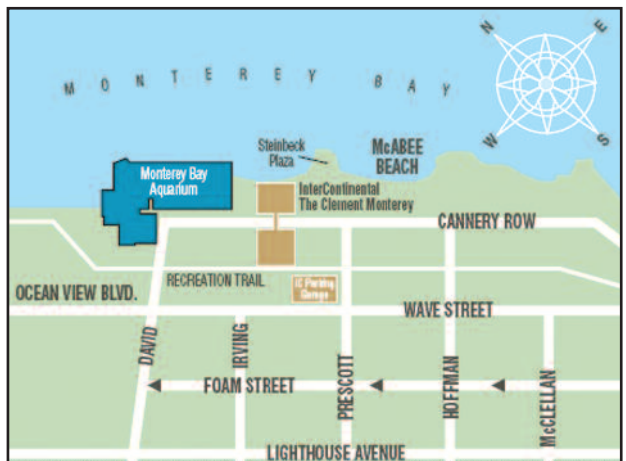 N
E
W
S
MONTEREY BAY
Steinbeck
Plaza
McABEE
BEACH
Monterey Bay
Aquarium
InterContinental
The Clement Monterey
CANNERY ROW
RECREATION TRAIL
IC Parking
Garage
OCEAN VIEW BLVD.
WAVE STREET
DAVID
IRVING
PRESCOTT
HOFFMAN
McCLELLAN
FOAM STREET
LIGHTHOUSE AVENUE